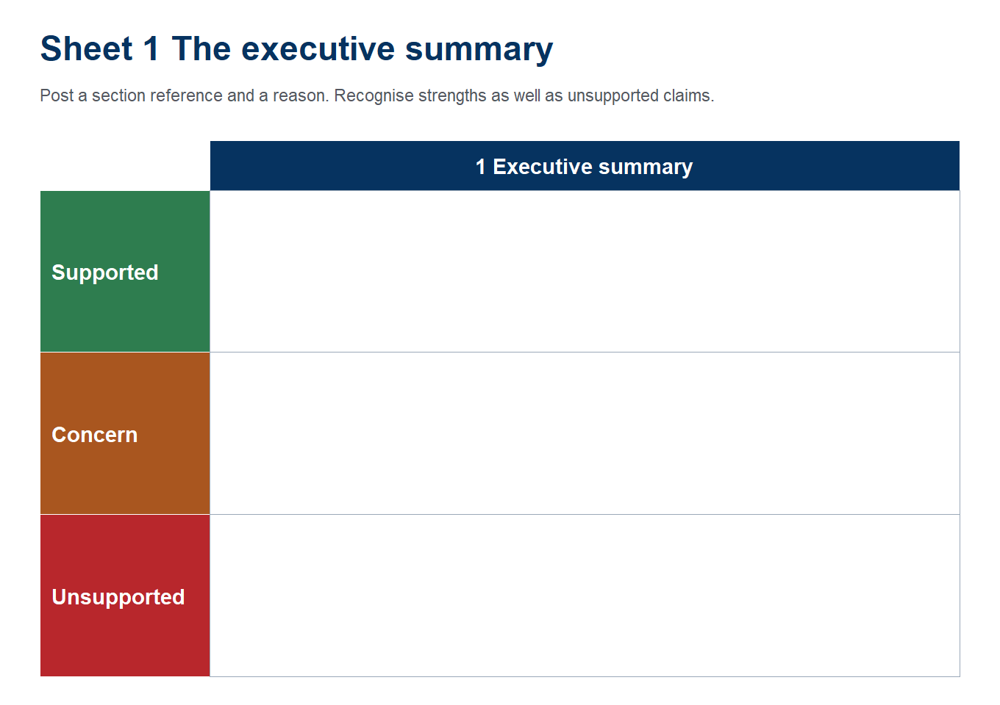 Sheet 1 The executive summary
Post a section reference and a reason. Recognise strengths as well as unsupported claims.
1 Executive summary
Supported
Concern
Unsupported